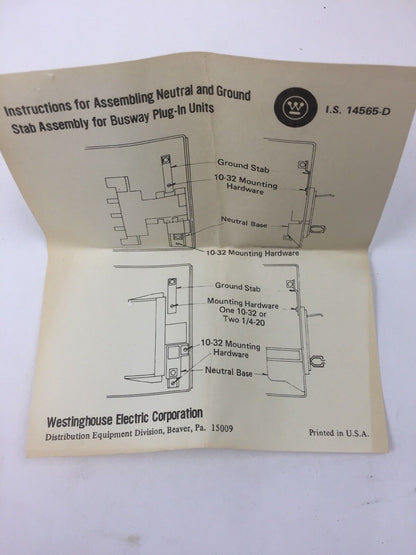 Instructions for Assembling Neutral and Ground
Stab Assembly for Busway Plug-In Units
W
I.S. 14565-D
Ground Stab
10-32 Mounting
Hardware
Neutral Base
10-32 Mounting Hardware
Ground Stab
Mounting Hardware
One 10-32 or
Two 1/4-20
10-32 Mounting
Hardware
Neutral Base
Westinghouse Electric Corporation
Distribution Equipment Division, Beaver, Pa. 15009
Printed in U.S.A.